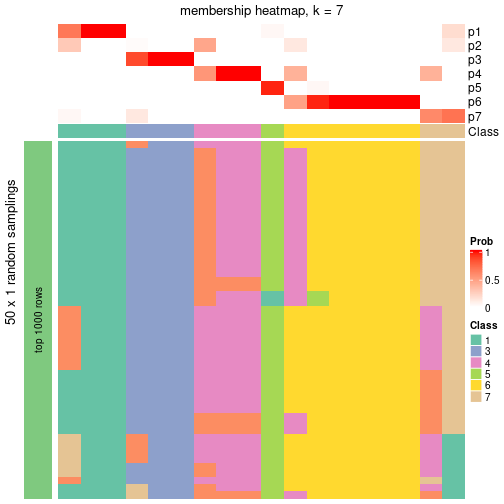 membership heatmap, k = 7
p1
p2
p3
p4
p5
p6
p7
Class
50 x 1 random samplings
top 1000 rows
Prob
1
0.5
0
Class
1
3
4
5
6
7